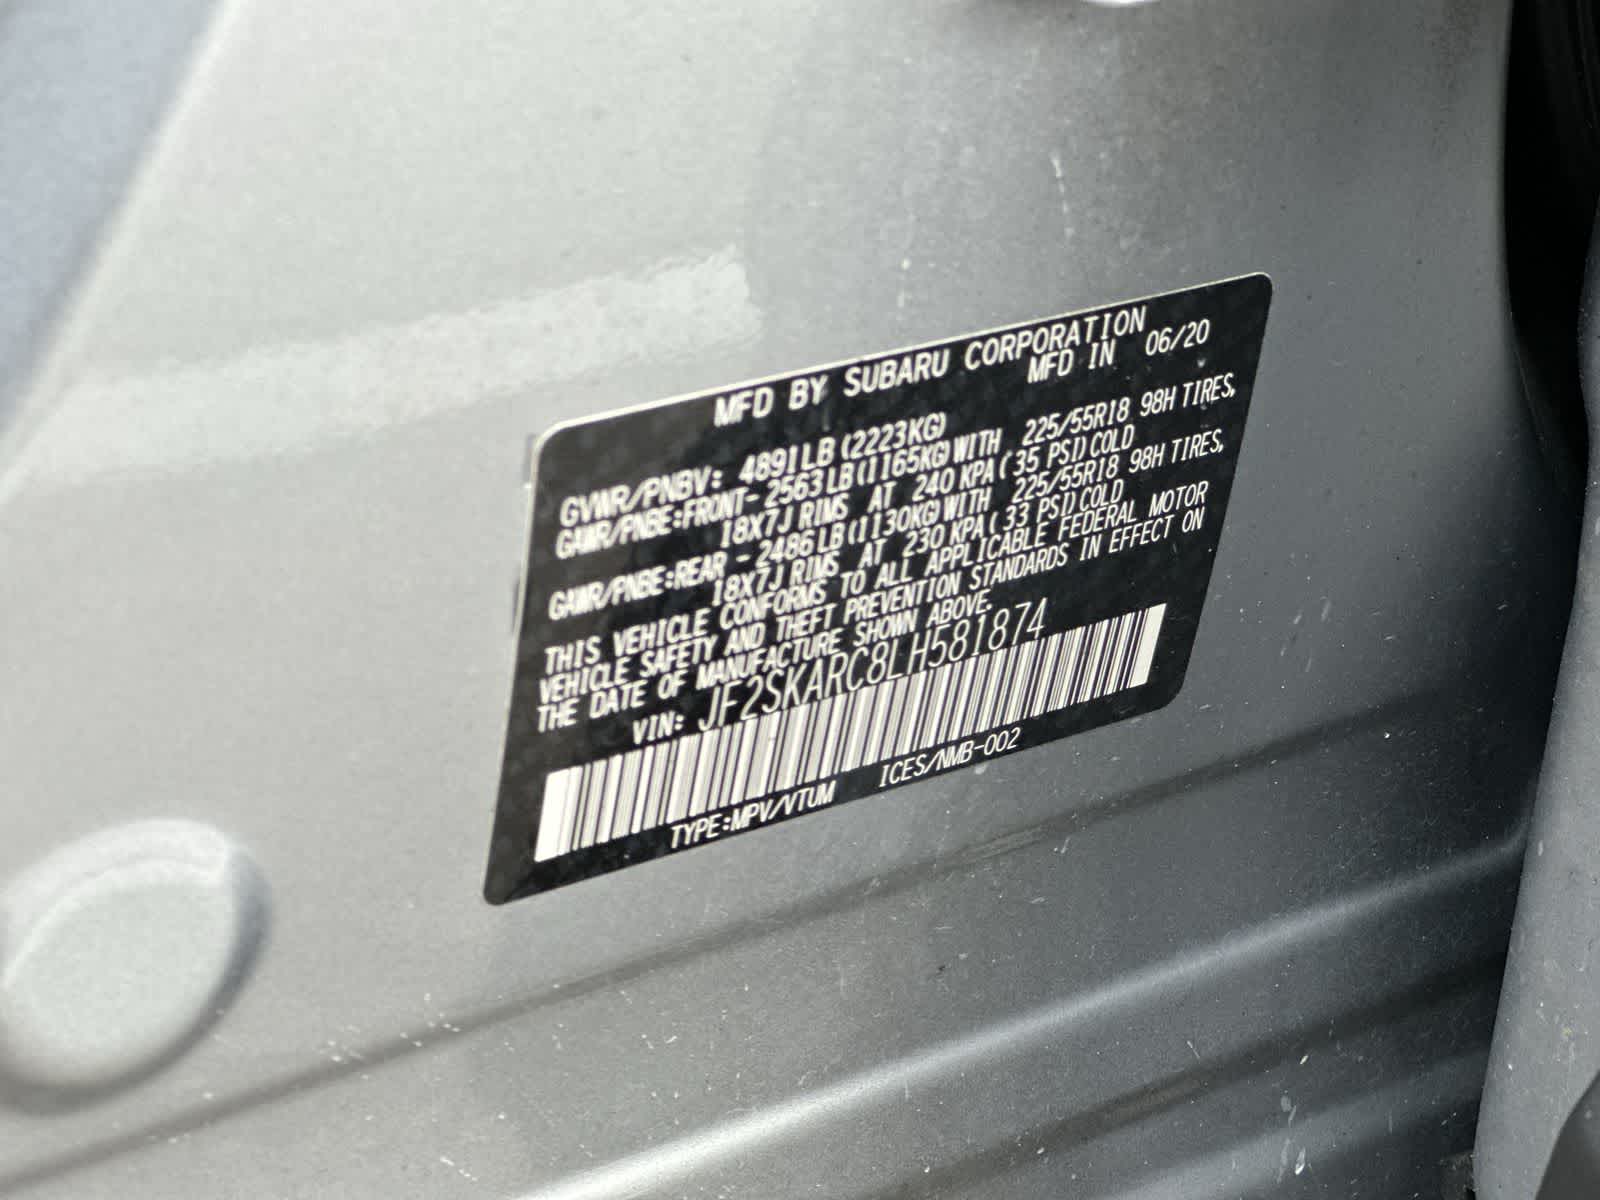 MFD BY SUBARU CORPORATION
MFD IN 06/20
GVWR/PNBV: 4891LB(2223KG)
GAWR/PNBE:FRONT-2563LB(1165KG)WITH 225/55R18 98H TIRES,
18X7J RIMS AT 240 KPA(35 PSI)COLD
GAWR/PNBE:REAR -2486LB(1130KG)WITH 225/55R18 98H TIRES,
18X7J RIMS AT 230 KPA(33 PSI)COLD
THIS VEHICLE CONFORMS TO ALL APPLICABLE FEDERAL MOTOR
VEHICLE SAFETY AND THEFT PREVENTION STANDARDS IN EFFECT ON
THE DATE OF MANUFACTURE SHOWN ABOVE.
VIN: JF2SKARC8LH581874
TYPE:MPV/VTUM ICES/NMB-002